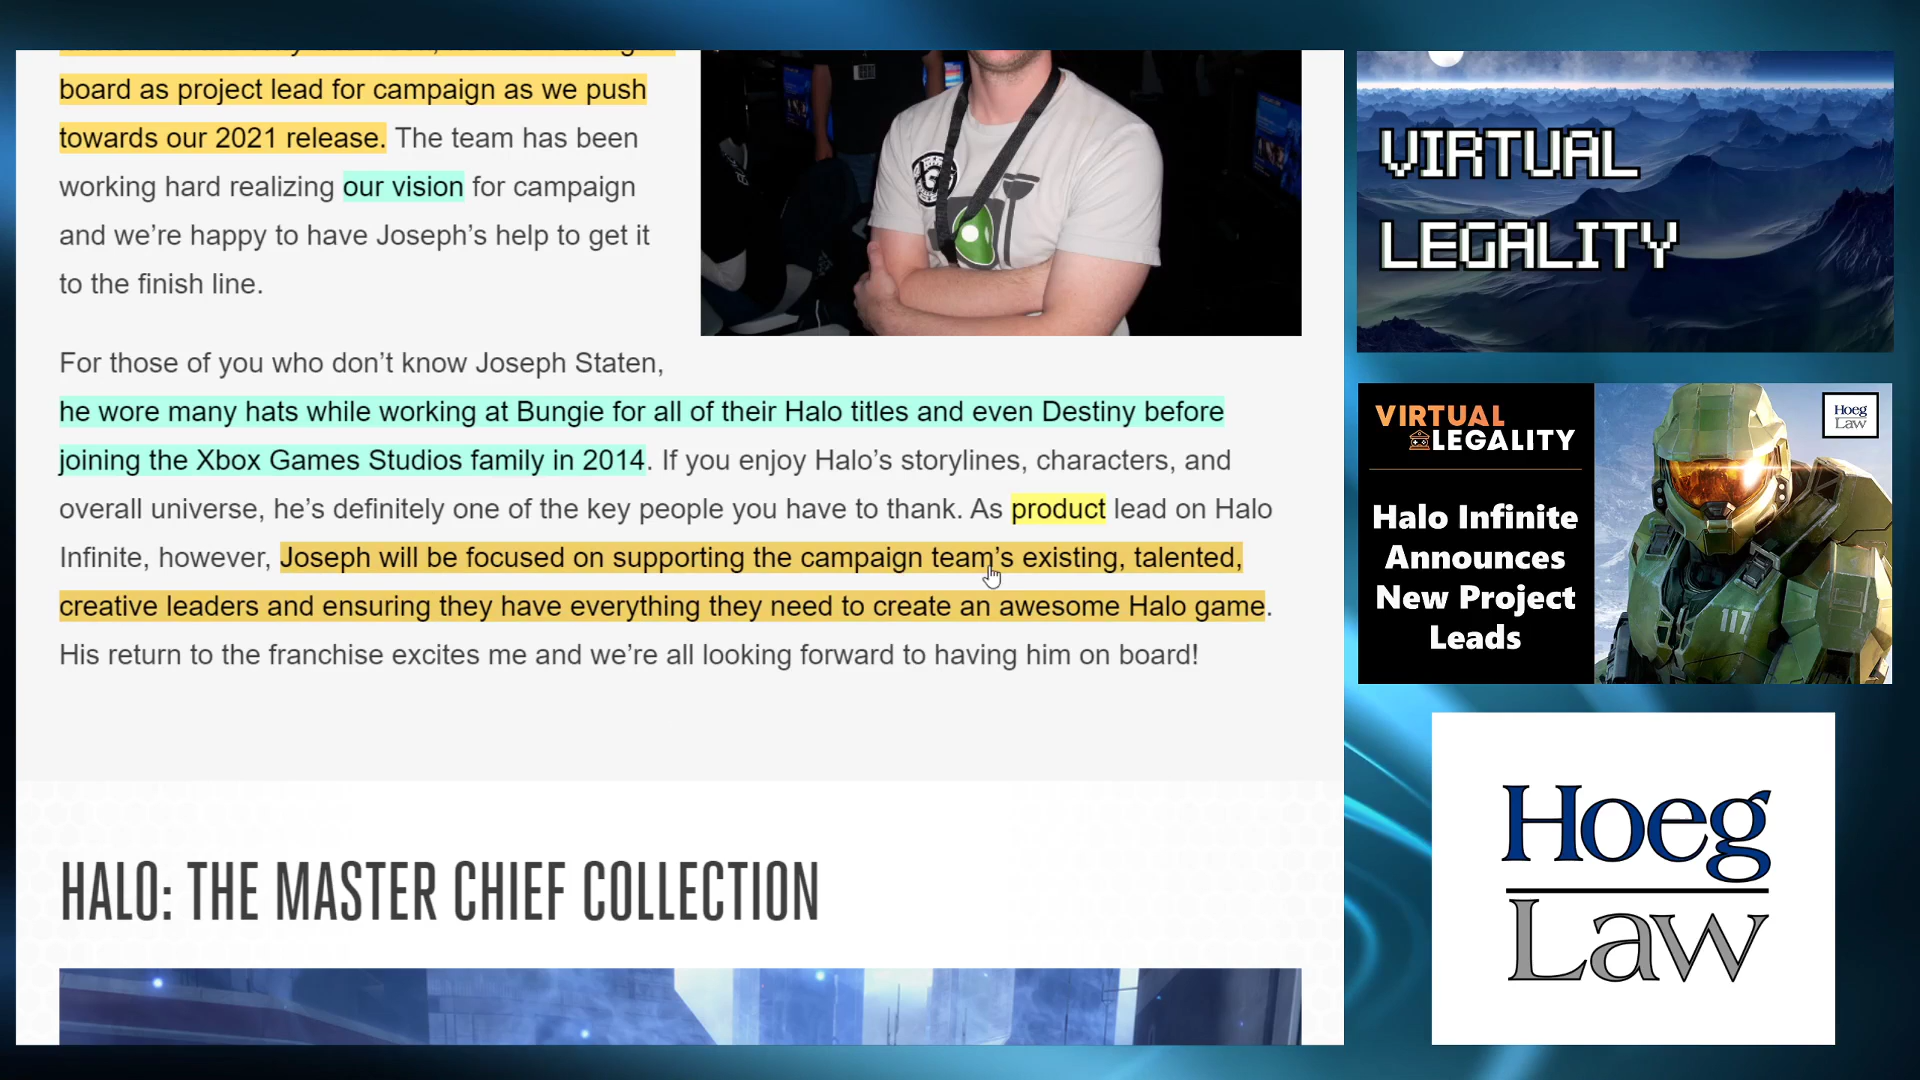 board as project lead for campaign as we push
towards our 2021 release. The team has been
working hard realizing our vision for campaign
and we’re happy to have Joseph’s help to get it
to the finish line.
For those of you who don’t know Joseph Staten,
he wore many hats while working at Bungie for all of their Halo titles and even Destiny before
joining the Xbox Games Studios family in 2014. If you enjoy Halo’s storylines, characters, and
overall universe, he’s definitely one of the key people you have to thank. As product lead on Halo
Infinite, however, Joseph will be focused on supporting the campaign team’s existing, talented,
creative leaders and ensuring they have everything they need to create an awesome Halo game.
His return to the franchise excites me and we’re all looking forward to having him on board!
HALO: THE MASTER CHIEF COLLECTION
VIRTUAL
LEGALITY
VIRTUAL
LEGALITY
Hoeg
Law
Halo Infinite
Announces
New Project
Leads
117
Hoeg
Law